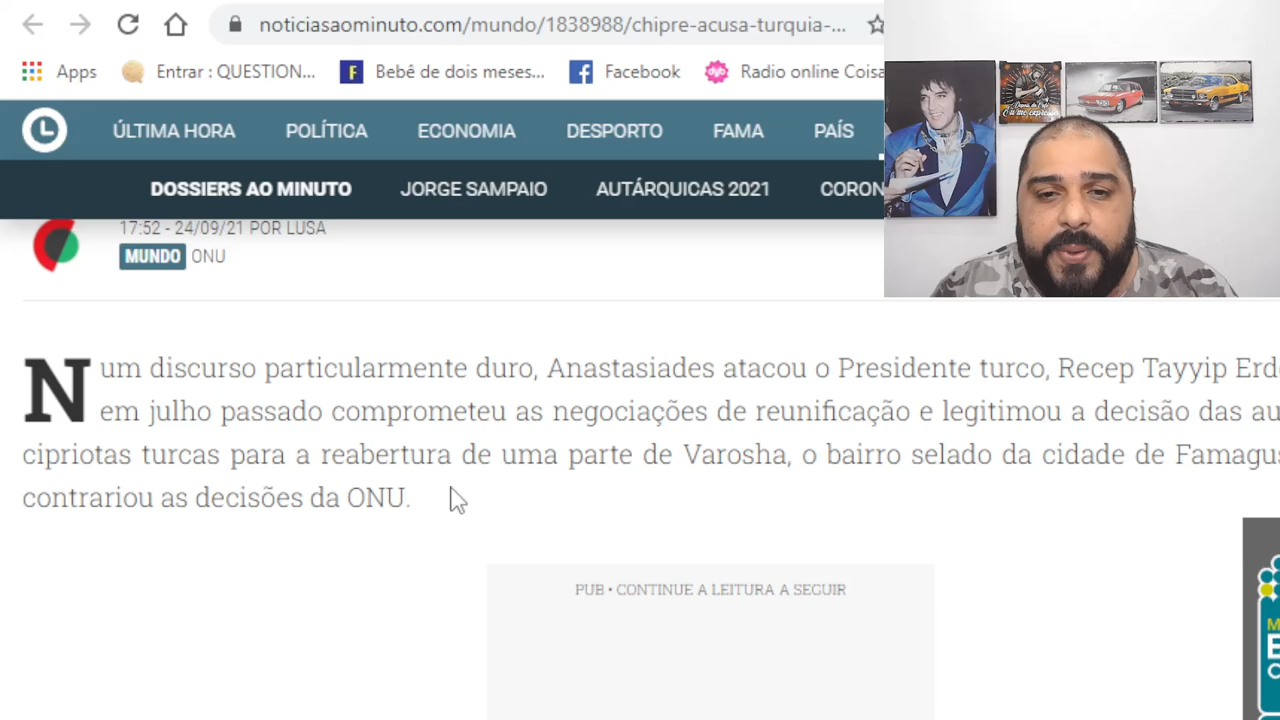 noticiasaominuto.com/mundo/1838988/chipre-acusa-turquia-...
Apps
Entrar : QUESTION...
Bebê de dois meses...
Facebook
Radio online Coisa
ÚLTIMA HORA
POLÍTICA
ECONOMIA
DESPORTO
FAMA
PAÍS
DOSSIERS AO MINUTO
JORGE SAMPAIO
AUTÁRQUICAS 2021
CORON
17:52 - 24/09/21 POR LUSA
MUNDO ONU
Num discurso particularmente duro, Anastasiades atacou o Presidente turco, Recep Tayyip Erd
em julho passado comprometeu as negociações de reunificação e legitimou a decisão das au
cipriotas turcas para a reabertura de uma parte de Varosha, o bairro selado da cidade de Famagus
contrariou as decisões da ONU.
PUB • CONTINUE A LEITURA A SEGUIR